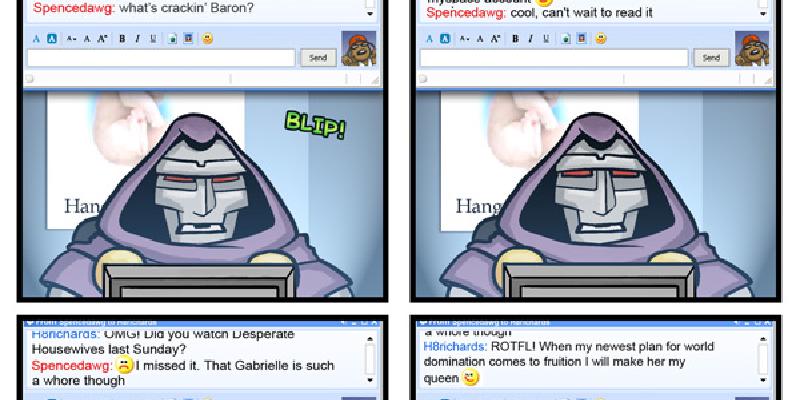 Spencedawg: what's crackin' Baron?
A A A A A B I U
Send
BLIP!
Hang
myspace account
Spencedawg: cool, can't wait to read it
A A A A A B I U
Send
Hang
From Spencedawg to H8richards
H8richards: OMG! Did you watch Desperate
Housewives last Sunday?
Spencedawg: I missed it. That Gabrielle is such
a whore though
From Spencedawg to H8richards
a whore though
H8richards: ROTFL! When my newest plan for world
domination comes to fruition I will make her my
queen